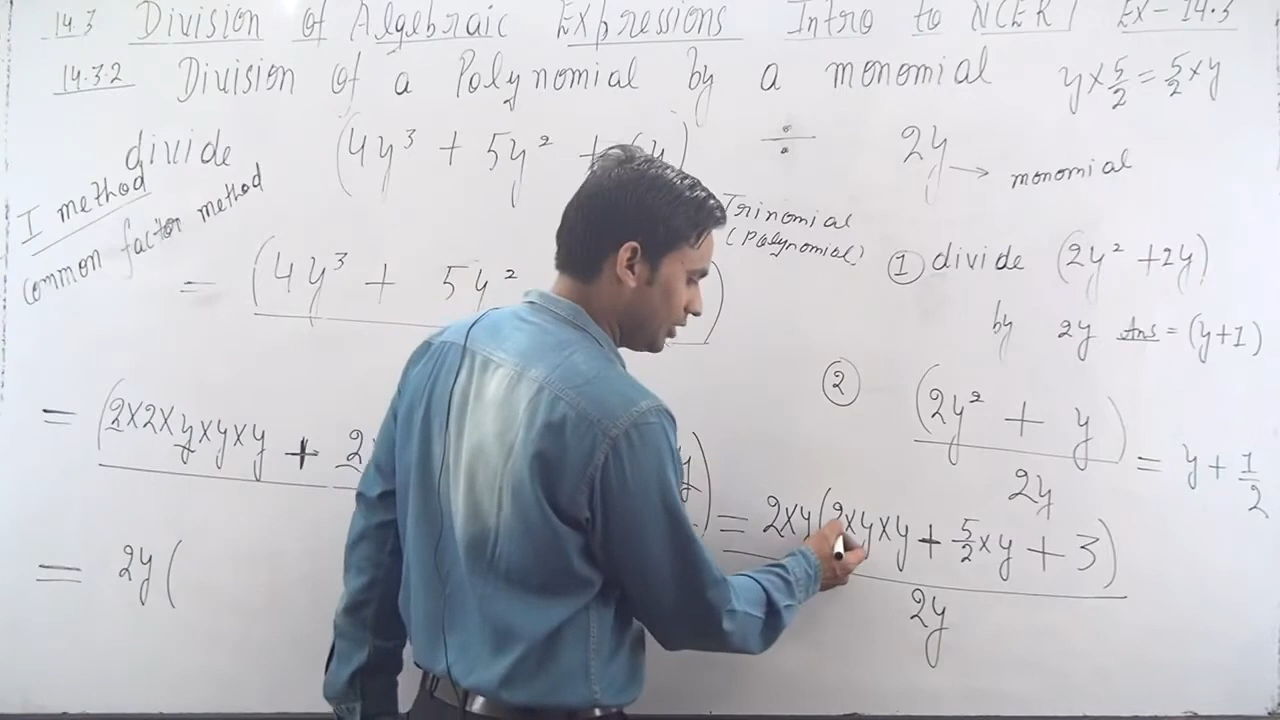 14.3 Division of Algebraic Expressions Intro to NCERT Ex-14.3
14.3.2 Division of a Polynomial by a monomial y×5/2=5/2×y
divide (4y³ + 5y² + y) ÷ 2y → monomial
I method
common factor method
Trinomial
(Polynomial)
= (4y³ + 5y² )
① divide (2y² +2y)
by 2y Ans = (y+1)
② (2y² + y)/2y = y + 1/2
= (2×2×y×y×y + 2 y)
= 2×y(2×y×y + 5/2×y + 3)/2y
= 2y(